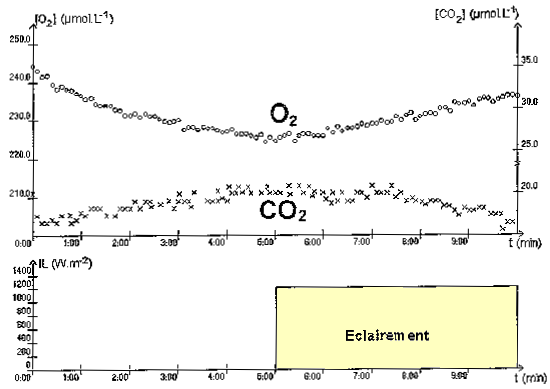 [O₂] µmol.L⁻¹
[CO₂] µmol.L⁻¹
250.0
240.0
230.0
220.0
210.0
35.0
30.0
25.0
20.0
O₂
CO₂
0:00 1:00 2:00 3:00 4:00 5:00 6:00 7:00 8:00 9:00
t (min)
IL (W.m⁻²)
1400
1200
1000
800
600
400
200
0
Eclairement
0:00 1:00 2:00 3:00 4:00 5:00 6:00 7:00 8:00 9:00
t (min)